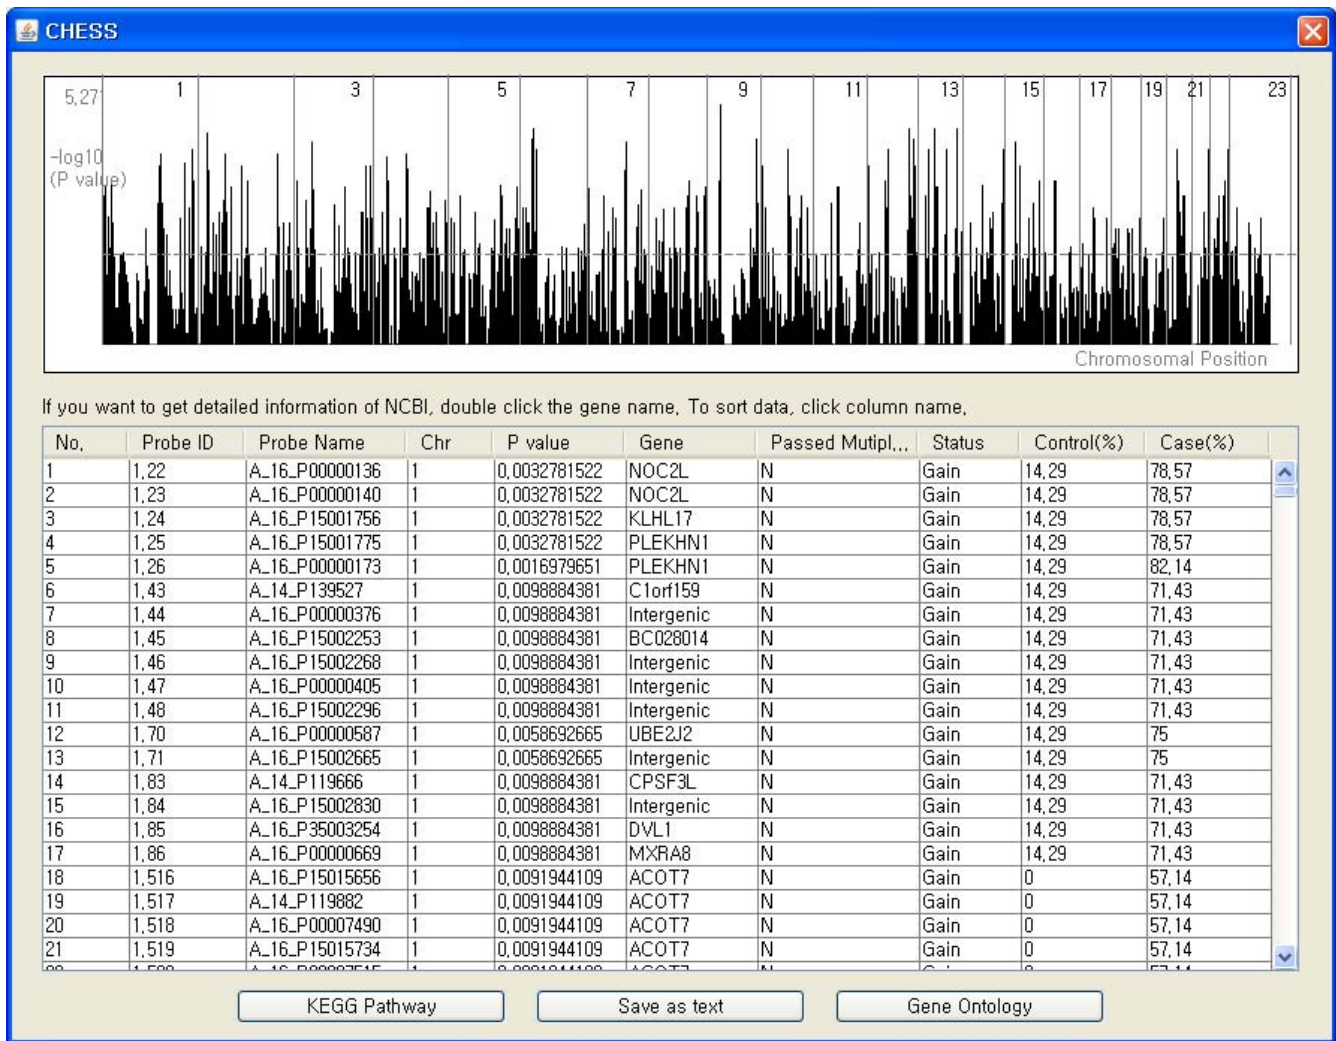 CHESS
5,27 1 3 5 7 9 11 13 15 17 19 21 23
-log10
(P value)
Chromosomal Position
If you want to get detailed information of NCBI, double click the gene name, To sort data, click column name,
No, Probe ID Probe Name Chr P value Gene Passed Mutipl,,, Status Control(%) Case(%)
1 1,22 A_16_P00000136 1 0,0032781522 NOC2L N Gain 14,29 78,57
2 1,23 A_16_P00000140 1 0,0032781522 NOC2L N Gain 14,29 78,57
3 1,24 A_16_P15001756 1 0,0032781522 KLHL17 N Gain 14,29 78,57
4 1,25 A_16_P15001775 1 0,0032781522 PLEKHN1 N Gain 14,29 78,57
5 1,26 A_16_P00000173 1 0,0016979651 PLEKHN1 N Gain 14,29 82,14
6 1,43 A_14_P139527 1 0,0098884381 C1orf159 N Gain 14,29 71,43
7 1,44 A_16_P00000376 1 0,0098884381 Intergenic N Gain 14,29 71,43
8 1,45 A_16_P15002253 1 0,0098884381 BC028014 N Gain 14,29 71,43
9 1,46 A_16_P15002268 1 0,0098884381 Intergenic N Gain 14,29 71,43
10 1,47 A_16_P00000405 1 0,0098884381 Intergenic N Gain 14,29 71,43
11 1,48 A_16_P15002296 1 0,0098884381 Intergenic N Gain 14,29 71,43
12 1,70 A_16_P00000587 1 0,0058692665 UBE2J2 N Gain 14,29 75
13 1,71 A_16_P15002665 1 0,0058692665 Intergenic N Gain 14,29 75
14 1,83 A_14_P119666 1 0,0098884381 CPSF3L N Gain 14,29 71,43
15 1,84 A_16_P15002830 1 0,0098884381 Intergenic N Gain 14,29 71,43
16 1,85 A_16_P35003254 1 0,0098884381 DVL1 N Gain 14,29 71,43
17 1,86 A_16_P00000669 1 0,0098884381 MXRA8 N Gain 14,29 71,43
18 1,516 A_16_P15015656 1 0,0091944109 ACOT7 N Gain 0 57,14
19 1,517 A_14_P119882 1 0,0091944109 ACOT7 N Gain 0 57,14
20 1,518 A_16_P00007490 1 0,0091944109 ACOT7 N Gain 0 57,14
21 1,519 A_16_P15015734 1 0,0091944109 ACOT7 N Gain 0 57,14
KEGG Pathway Save as text Gene Ontology